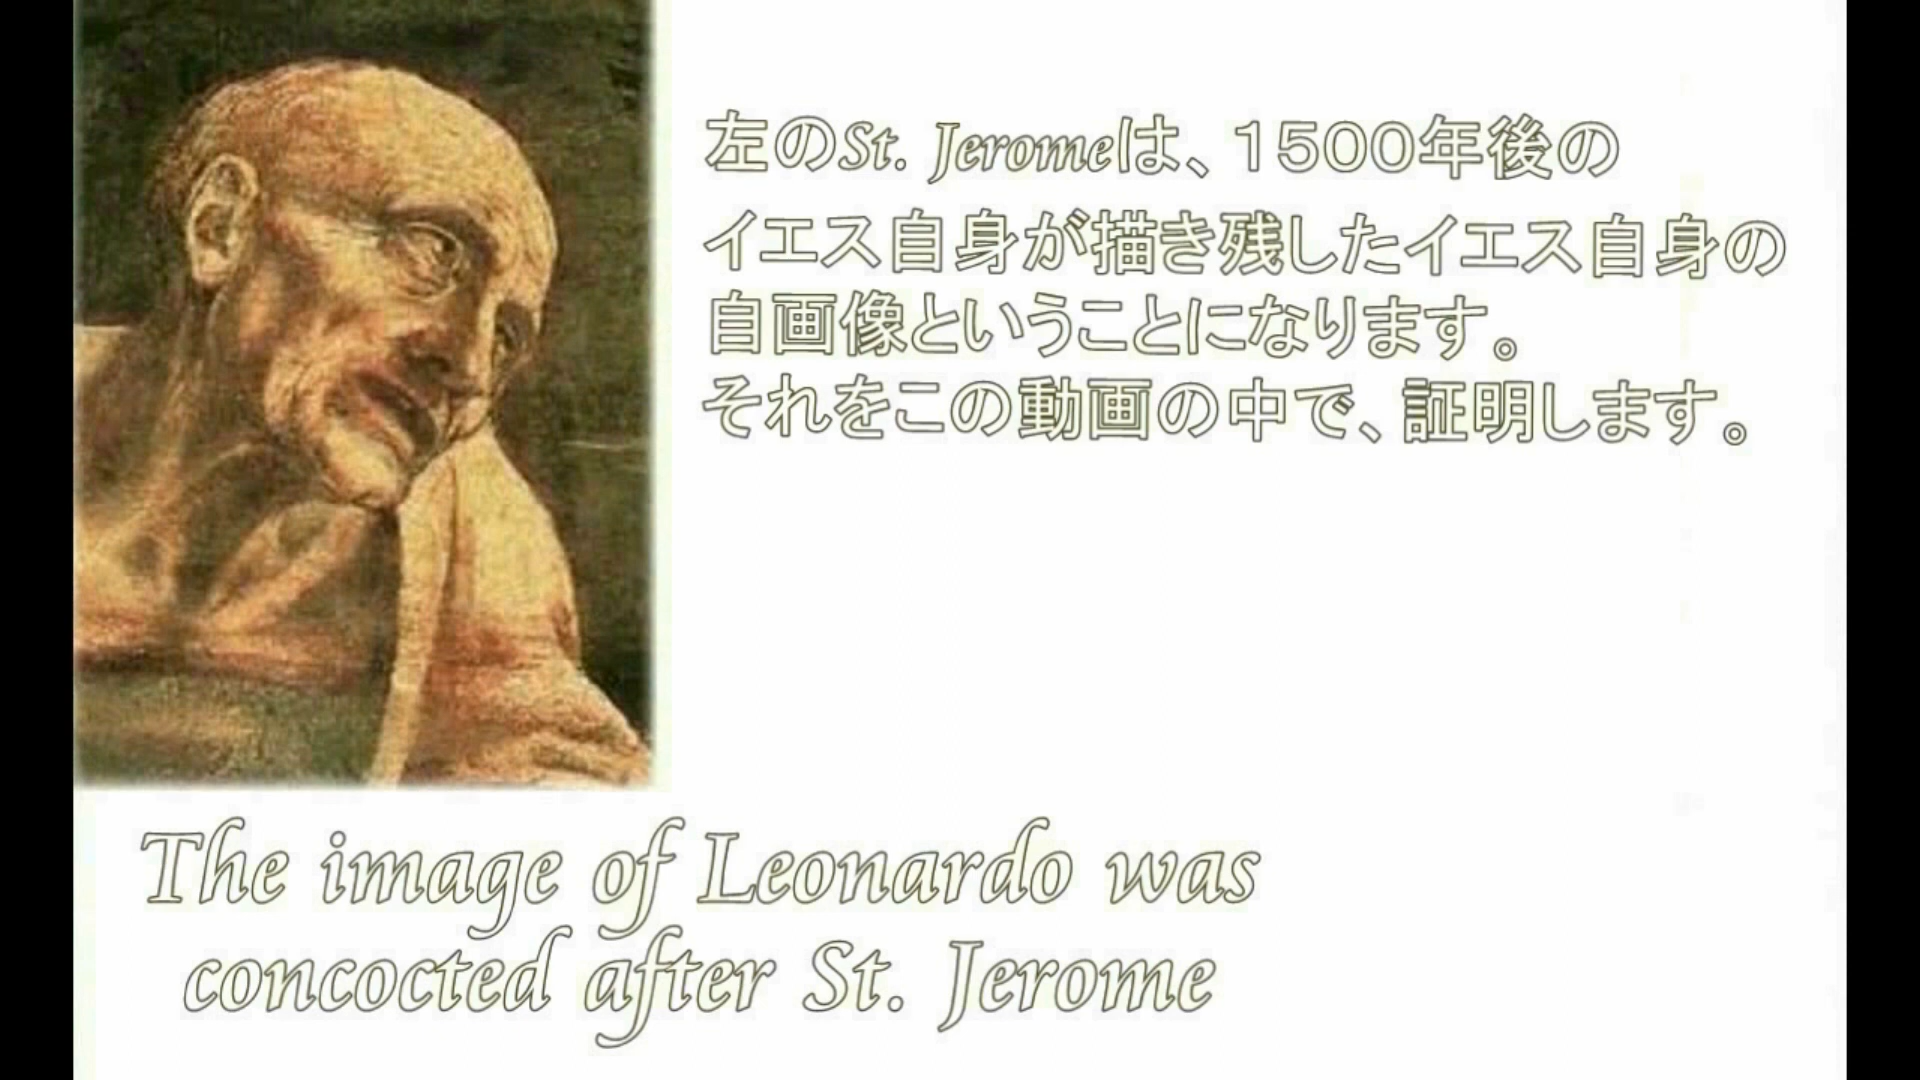 左のSt. Jeromeは、1500年後の
イエス自身が描き残したイエス自身の
自画像ということになります。
それをこの動画の中で、証明します。
The image of Leonardo was
concocted after St. Jerome